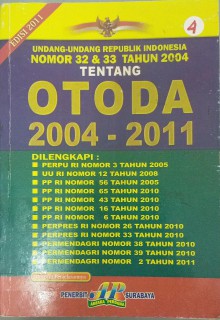 EDISI 2011
4
UNDANG-UNDANG REPUBLIK INDONESIA
NOMOR 32 & 33 TAHUN 2004
TENTANG
OTODA
2004 - 2011
DILENGKAPI :
PERPU RI NOMOR 3 TAHUN 2005
UU RI NOMOR 12 TAHUN 2008
PP RI NOMOR 56 TAHUN 2005
PP RI NOMOR 65 TAHUN 2010
PP RI NOMOR 43 TAHUN 2010
PP RI NOMOR 16 TAHUN 2010
PP RI NOMOR 6 TAHUN 2010
PERPRES RI NOMOR 26 TAHUN 2010
PERPRES RI NOMOR 33 TAHUN 2010
PERMENDAGRI NOMOR 38 TAHUN 2010
PERMENDAGRI NOMOR 39 TAHUN 2010
PERMENDAGRI NOMOR 2 TAHUN 2011
PENERBIT
SURABAYA